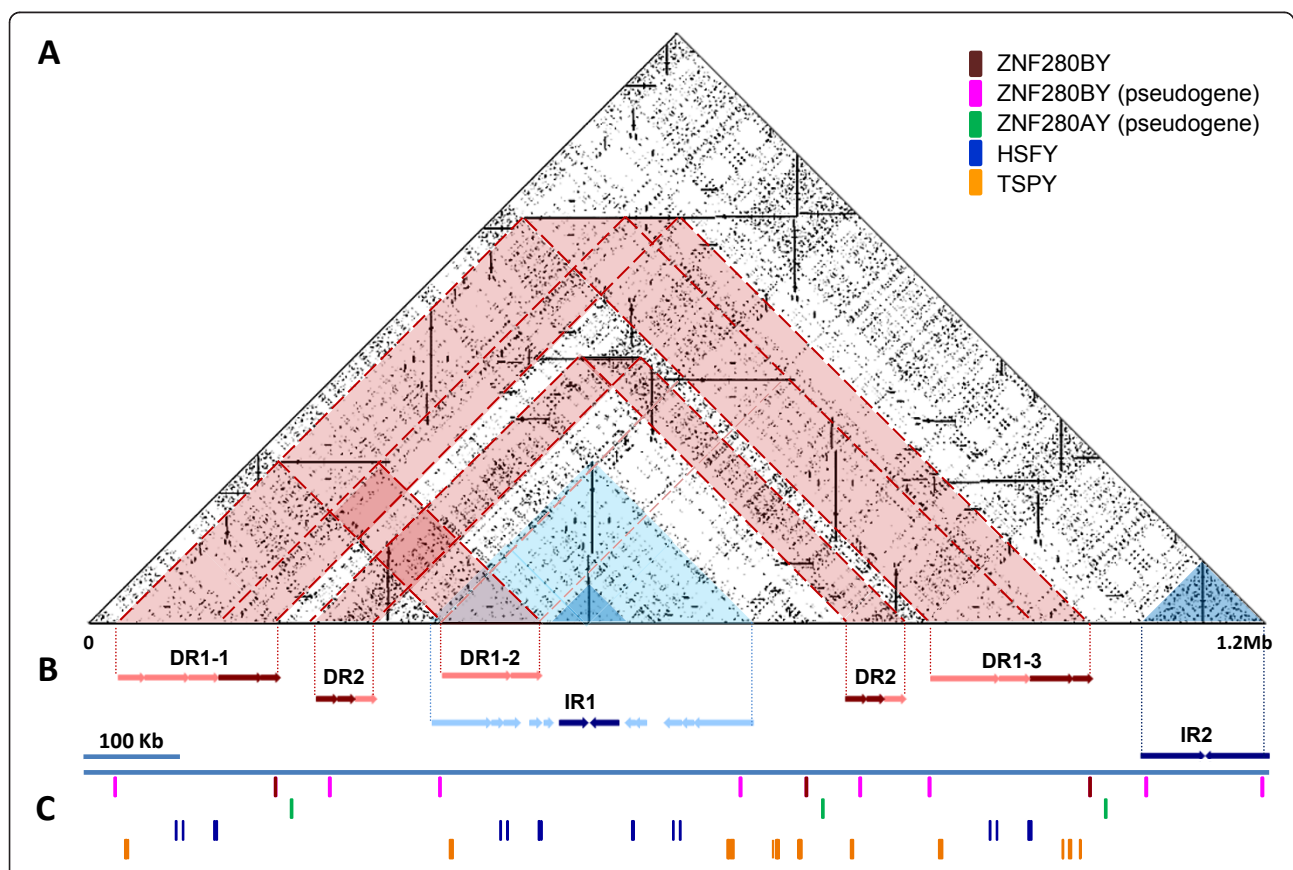 A
ZNF280BY
ZNF280BY (pseudogene)
ZNF280AY (pseudogene)
HSFY
TSPY
0
1.2Mb
B
DR1-1
DR2
DR1-2
IR1
DR2
DR1-3
IR2
100 Kb
C